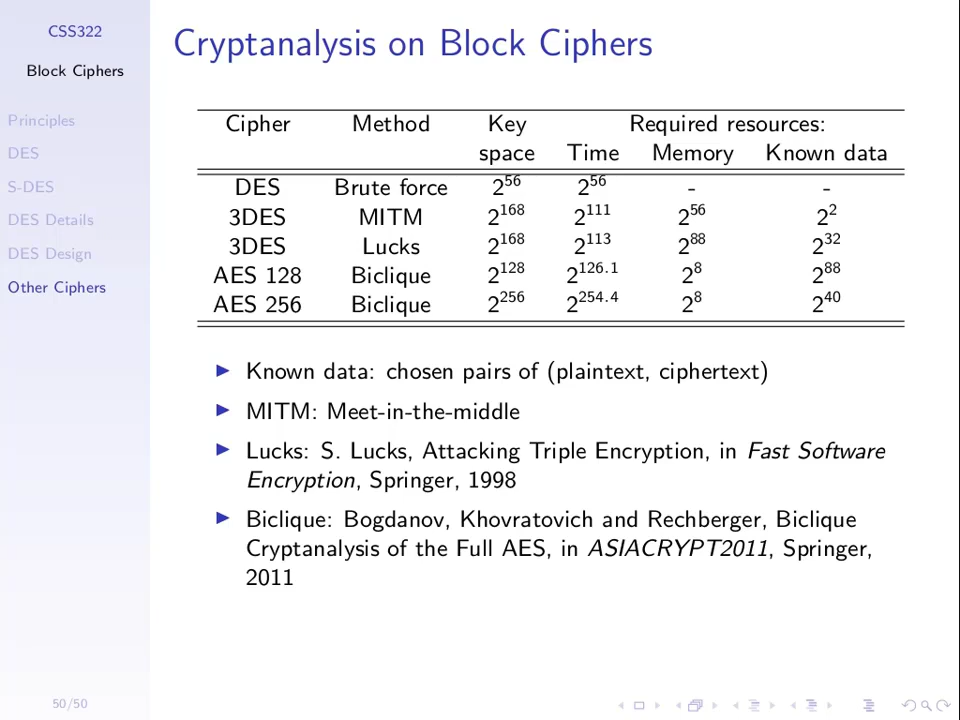 CSS322
Block Ciphers
Principles
DES
S-DES
DES Details
DES Design
Other Ciphers
50/50
Cryptanalysis on Block Ciphers
Cipher Method Key Required resources:
space Time Memory Known data
DES Brute force 2^56 2^56 - -
3DES MITM 2^168 2^111 2^56 2^2
3DES Lucks 2^168 2^113 2^88 2^32
AES 128 Biclique 2^128 2^126.1 2^8 2^88
AES 256 Biclique 2^256 2^254.4 2^8 2^40
Known data: chosen pairs of (plaintext, ciphertext)
MITM: Meet-in-the-middle
Lucks: S. Lucks, Attacking Triple Encryption, in Fast Software
Encryption, Springer, 1998
Biclique: Bogdanov, Khovratovich and Rechberger, Biclique
Cryptanalysis of the Full AES, in ASIACRYPT2011, Springer,
2011